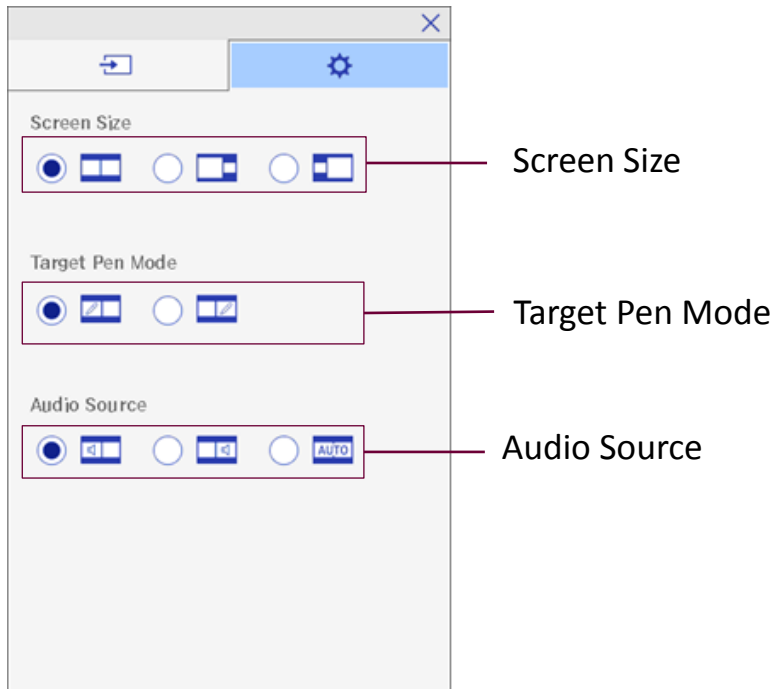 Screen Size
Screen Size
Target Pen Mode
Target Pen Mode
Audio Source
AUTO
Audio Source